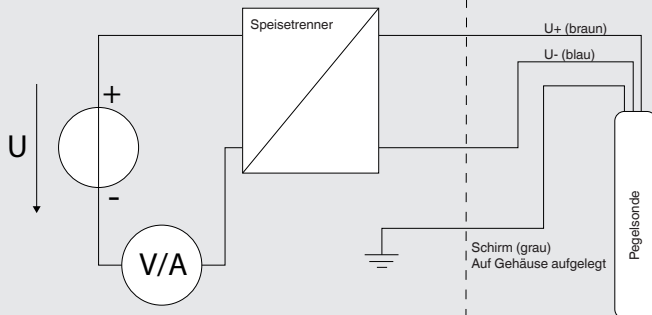 Speisetrenner
U+ (braun)
U- (blau)
+
U
-
V/A
Schirm (grau)
Auf Gehäuse aufgelegt
Pegelsonde